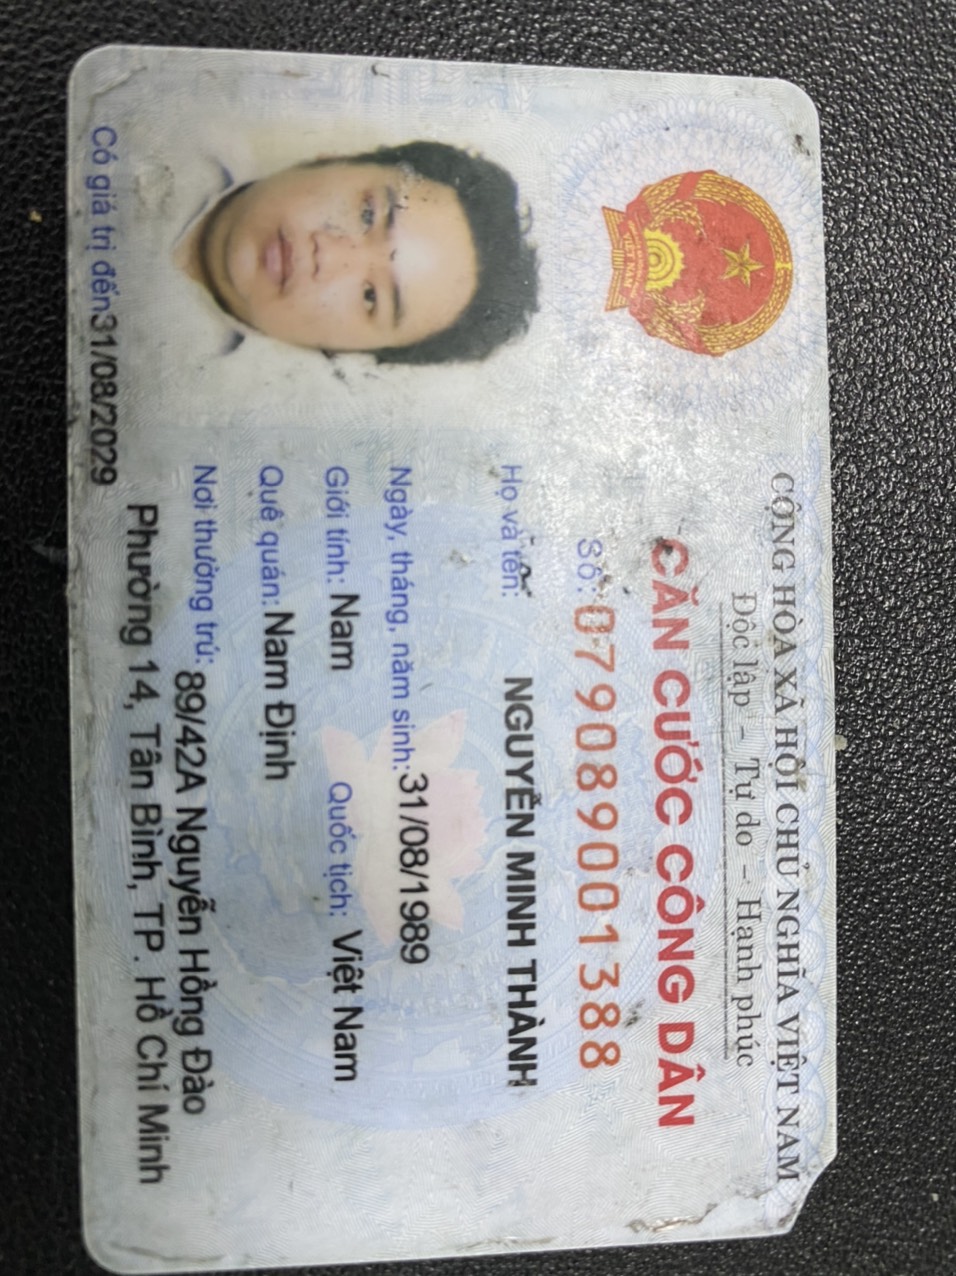 CỘNG HÒA XÃ HỘI CHỦ NGHĨA VIỆT NAM
Độc lập - Tự do - Hạnh phúc
CĂN CƯỚC CÔNG DÂN
Số: 079089001388
Họ và tên: NGUYỄN MINH THÀNH
Ngày, tháng, năm sinh: 31/08/1989
Giới tính: Nam Quốc tịch: Việt Nam
Quê quán: Nam Định
Nơi thường trú: 89/42A Nguyễn Hồng Đào
Phường 14, Tân Bình, TP. Hồ Chí Minh
Có giá trị đến 31/08/2029